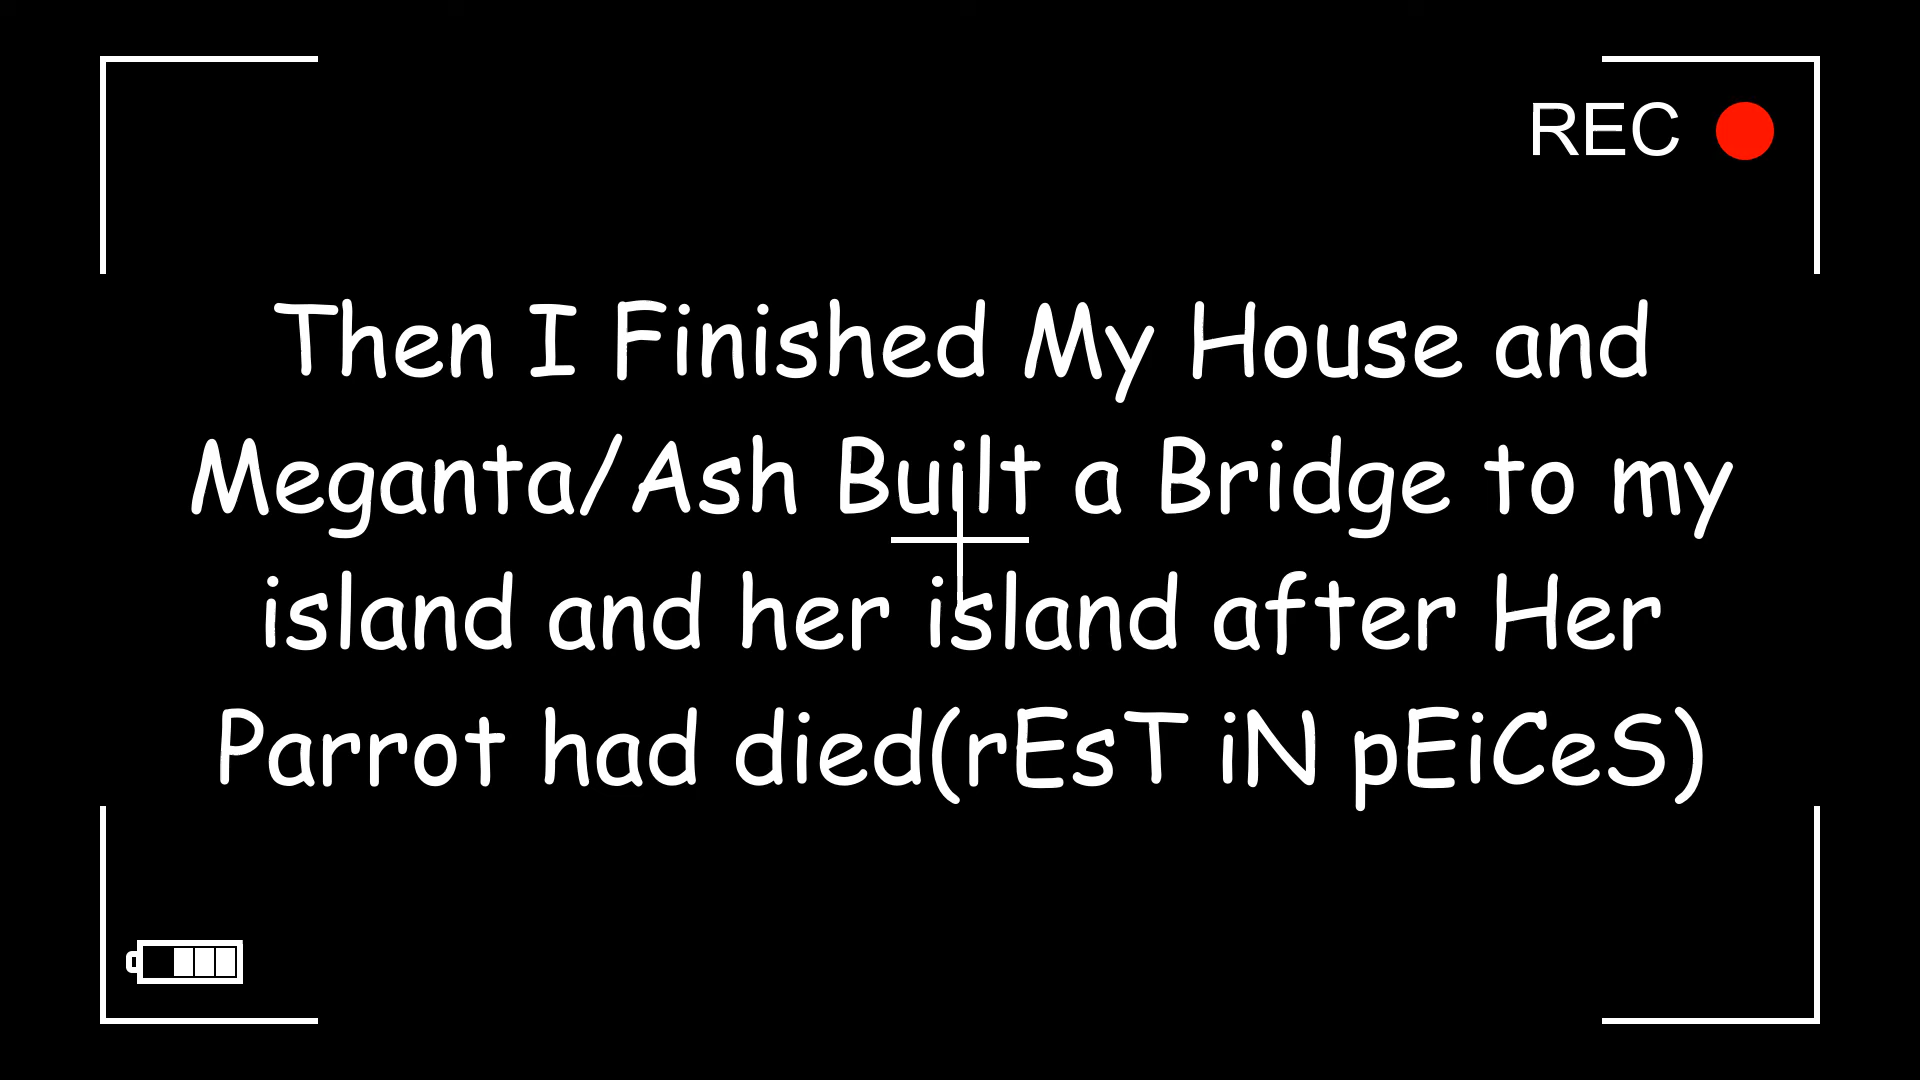 REC
Then I Finished My House and
Meganta/Ash Built a Bridge to my
island and her island after Her
Parrot had died(rEsT iN pEiCeS)